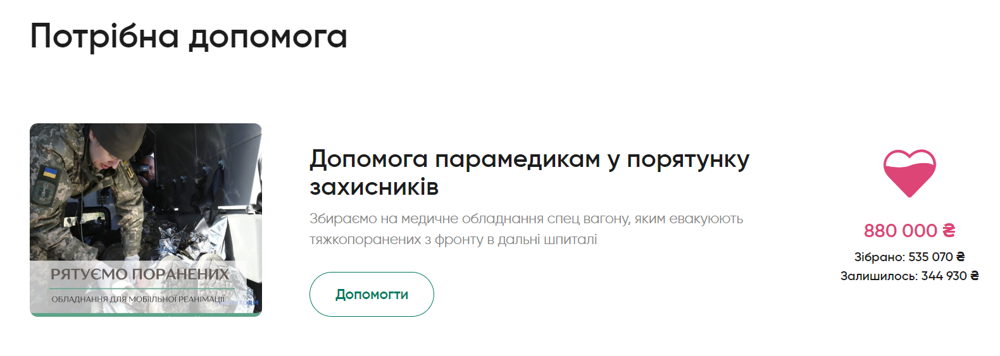 Потрібна допомога
РЯТУЄМО ПОРАНЕНИХ
ОБЛАДНАННЯ ДЛЯ МОБІЛЬНОЇ РЕАНІМАЦІЇ
Допомога парамедикам у порятунку
захисників
Збираємо на медичне обладнання спец вагону, яким евакуюють
тяжкопоранених з фронту в дальні шпиталі
Допомогти
880 000 ₴
Зібрано: 535 070 ₴
Залишилось: 344 930 ₴